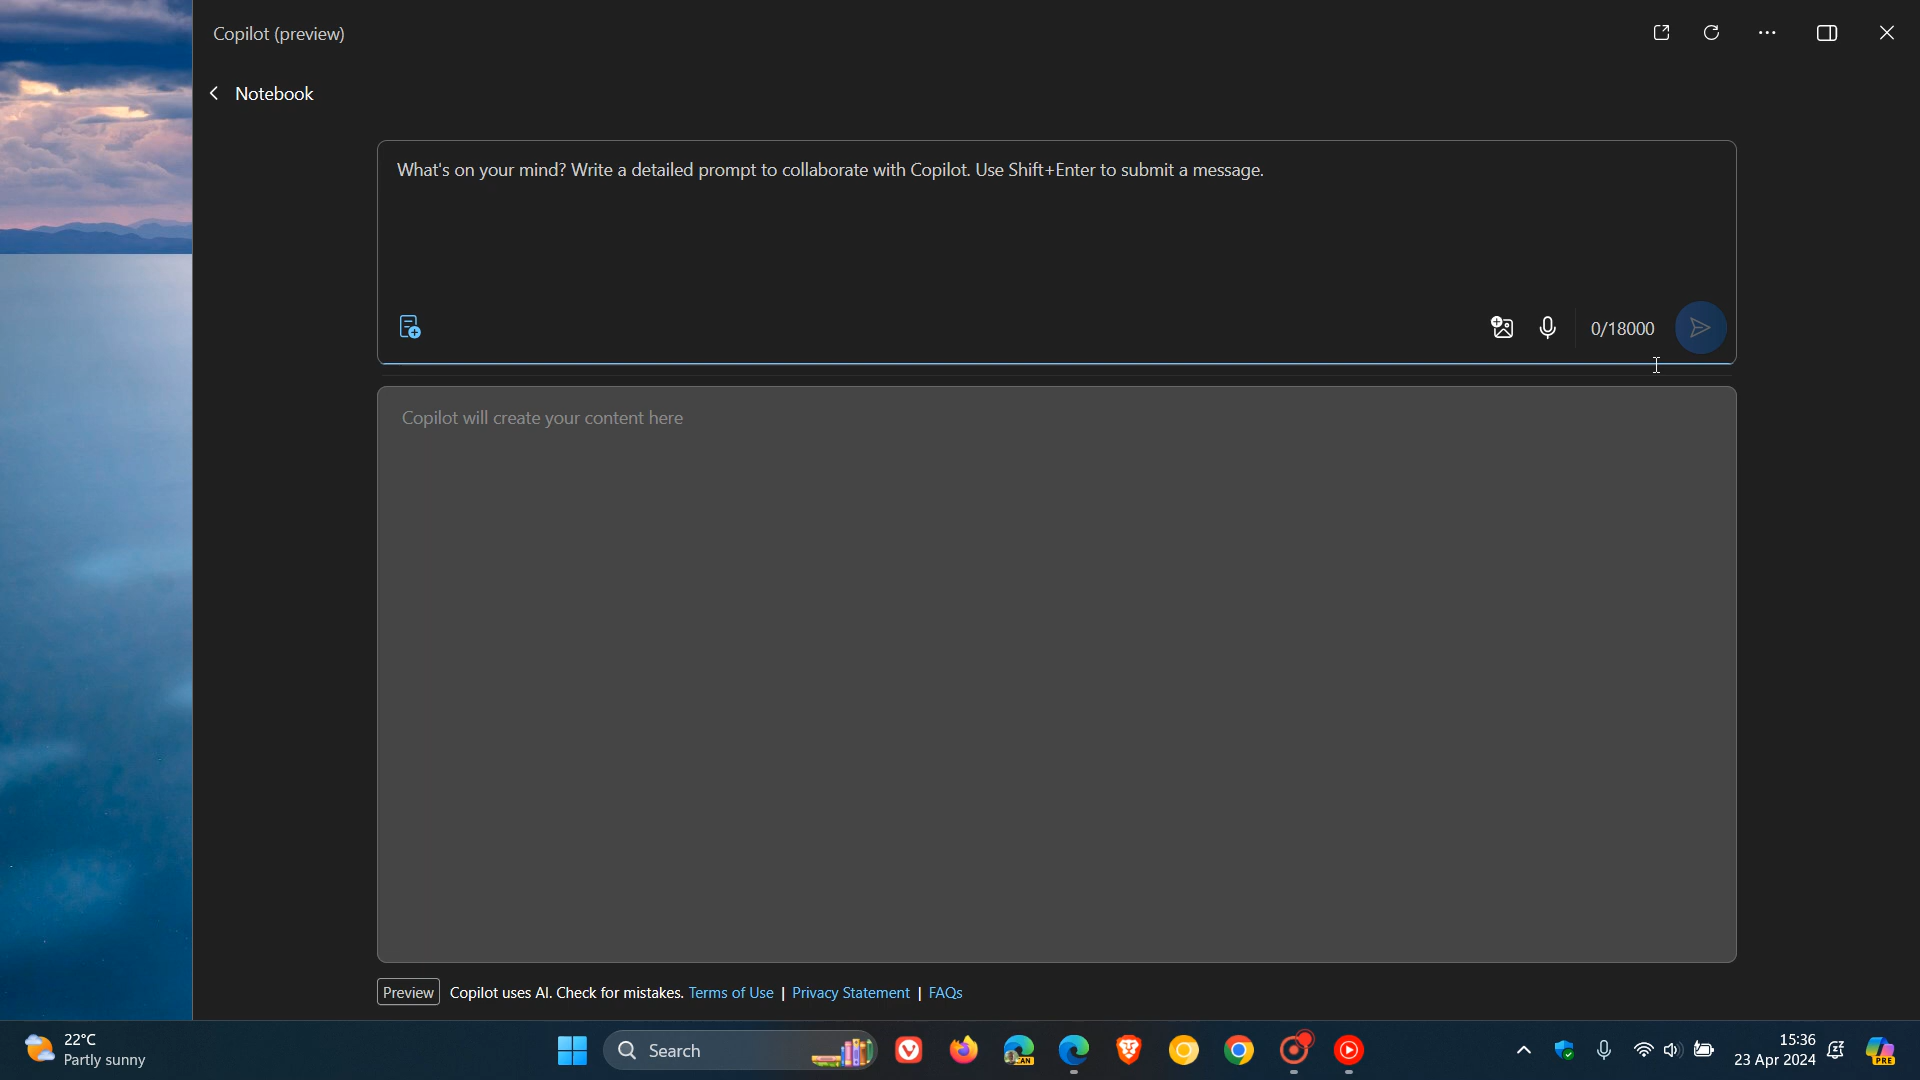 Copilot (preview)
Notebook
What's on your mind? Write a detailed prompt to collaborate with Copilot. Use Shift+Enter to submit a message.
0/18000
Copilot will create your content here
Preview Copilot uses AI. Check for mistakes. Terms of Use | Privacy Statement | FAQs
22°C
Partly sunny
Search
CAN
15:36
23 Apr 2024
PRE